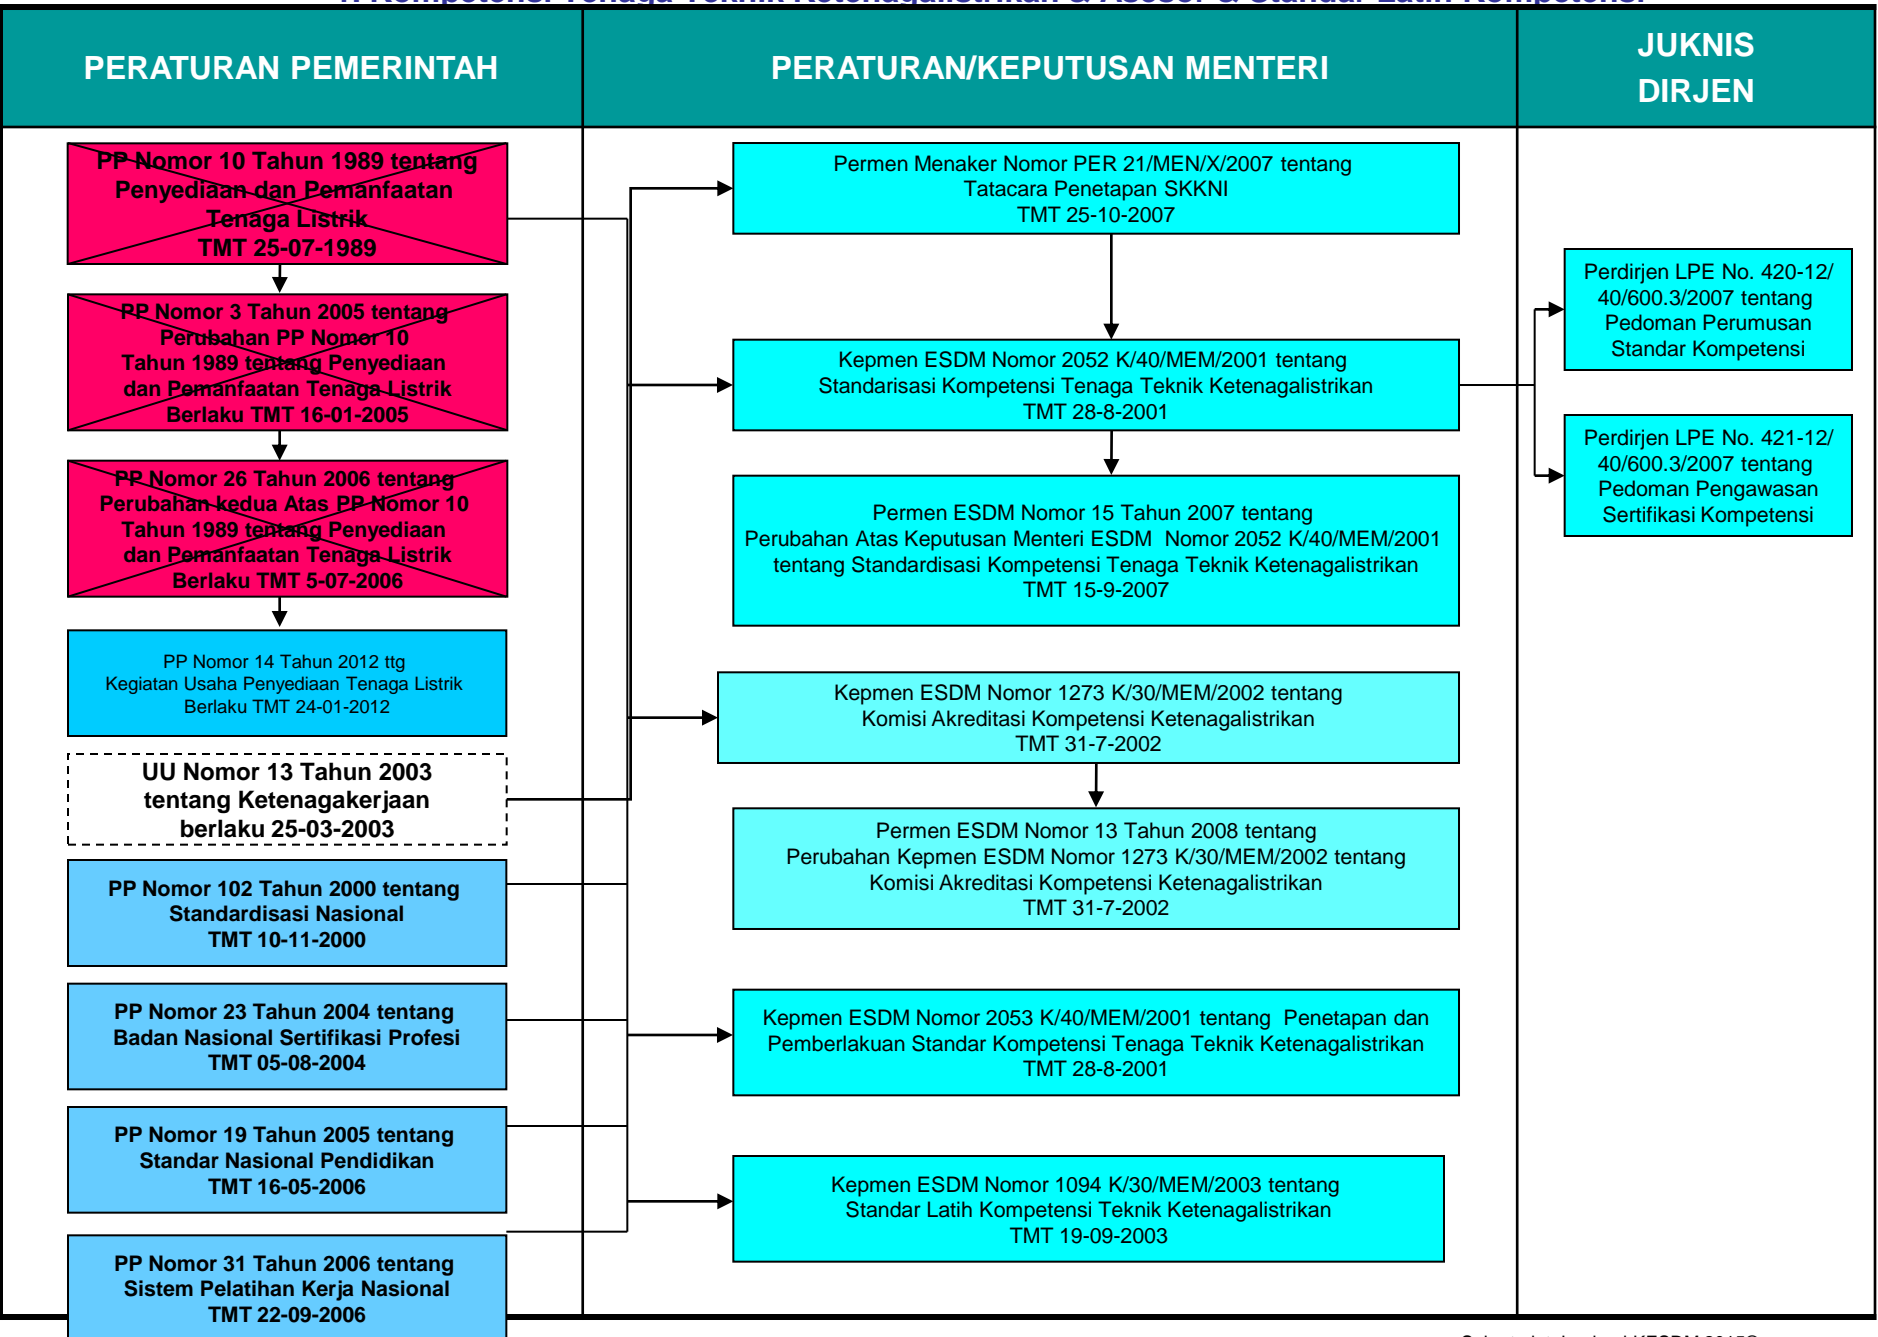 1. Kompetensi Tenaga Teknik Ketenagalistrikan & Asesor & Standar Latih Kompetensi
PERATURAN PEMERINTAH
PERATURAN/KEPUTUSAN MENTERI
JUKNIS
DIRJEN
PP Nomor 10 Tahun 1989 tentang
Penyediaan dan Pemanfaatan
Tenaga Listrik
TMT 25-07-1989
PP Nomor 3 Tahun 2005 tentang
Perubahan PP Nomor 10
Tahun 1989 tentang Penyediaan
dan Pemanfaatan Tenaga Listrik
Berlaku TMT 16-01-2005
PP Nomor 26 Tahun 2006 tentang
Perubahan kedua Atas PP Nomor 10
Tahun 1989 tentang Penyediaan
dan Pemanfaatan Tenaga Listrik
Berlaku TMT 5-07-2006
PP Nomor 14 Tahun 2012 ttg
Kegiatan Usaha Penyediaan Tenaga Listrik
Berlaku TMT 24-01-2012
UU Nomor 13 Tahun 2003
tentang Ketenagakerjaan
berlaku 25-03-2003
PP Nomor 102 Tahun 2000 tentang
Standardisasi Nasional
TMT 10-11-2000
PP Nomor 23 Tahun 2004 tentang
Badan Nasional Sertifikasi Profesi
TMT 05-08-2004
PP Nomor 19 Tahun 2005 tentang
Standar Nasional Pendidikan
TMT 16-05-2006
PP Nomor 31 Tahun 2006 tentang
Sistem Pelatihan Kerja Nasional
TMT 22-09-2006
Permen Menaker Nomor PER 21/MEN/X/2007 tentang
Tatacara Penetapan SKKNI
TMT 25-10-2007
Kepmen ESDM Nomor 2052 K/40/MEM/2001 tentang
Standarisasi Kompetensi Tenaga Teknik Ketenagalistrikan
TMT 28-8-2001
Permen ESDM Nomor 15 Tahun 2007 tentang
Perubahan Atas Keputusan Menteri ESDM Nomor 2052 K/40/MEM/2001
tentang Standardisasi Kompetensi Tenaga Teknik Ketenagalistrikan
TMT 15-9-2007
Kepmen ESDM Nomor 1273 K/30/MEM/2002 tentang
Komisi Akreditasi Kompetensi Ketenagalistrikan
TMT 31-7-2002
Permen ESDM Nomor 13 Tahun 2008 tentang
Perubahan Kepmen ESDM Nomor 1273 K/30/MEM/2002 tentang
Komisi Akreditasi Kompetensi Ketenagalistrikan
TMT 31-7-2002
Kepmen ESDM Nomor 2053 K/40/MEM/2001 tentang Penetapan dan
Pemberlakuan Standar Kompetensi Tenaga Teknik Ketenagalistrikan
TMT 28-8-2001
Kepmen ESDM Nomor 1094 K/30/MEM/2003 tentang
Standar Latih Kompetensi Teknik Ketenagalistrikan
TMT 19-09-2003
Perdirjen LPE No. 420-12/
40/600.3/2007 tentang
Pedoman Perumusan
Standar Kompetensi
Perdirjen LPE No. 421-12/
40/600.3/2007 tentang
Pedoman Pengawasan
Sertifikasi Kompetensi